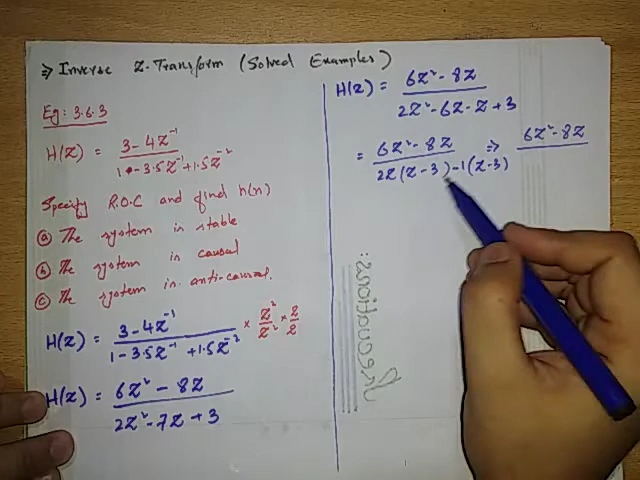 ⇒ Inverse Z-Transform (Solved Examples)
Eg: 3.6.3
H(z) = (3 - 4z⁻¹) / (1 - 3.5z⁻¹ + 1.5z⁻²)
Specify R.O.C and find h(n)
(a) The system is stable
(b) The system is causal
(c) The system is anti-causal.
H(z) = (3 - 4z⁻¹) / (1 - 3.5z⁻¹ + 1.5z⁻²) × z²/z² × 2/2
H(z) = (6z² - 8z) / (2z² - 7z + 3)
H(z) = (6z² - 8z) / (2z² - 6z - z + 3)
= (6z² - 8z) / (2z(z - 3) - 1(z - 3)) ⇒ 6z² - 8z